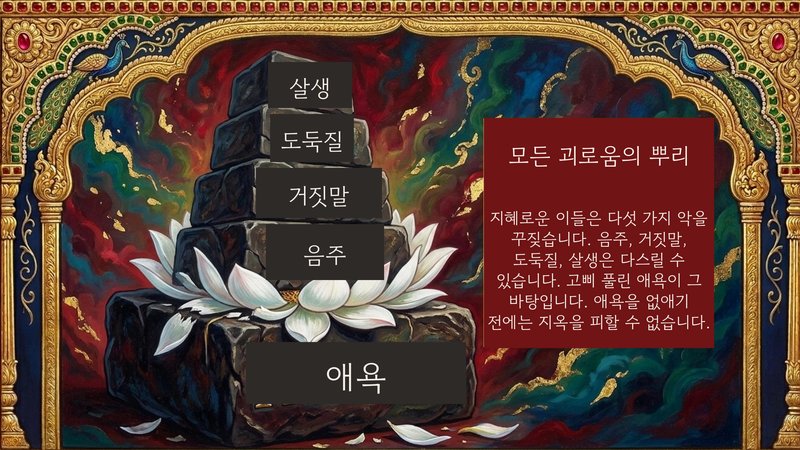 살생
도둑질
거짓말
음주
애욕
모든 괴로움의 뿌리
지혜로운 이들은 다섯 가지 악을
꾸짖습니다. 음주, 거짓말,
도둑질, 살생은 다스릴 수
있습니다. 고삐 풀린 애욕이 그
바탕입니다. 애욕을 없애기
전에는 지옥을 피할 수 없습니다.